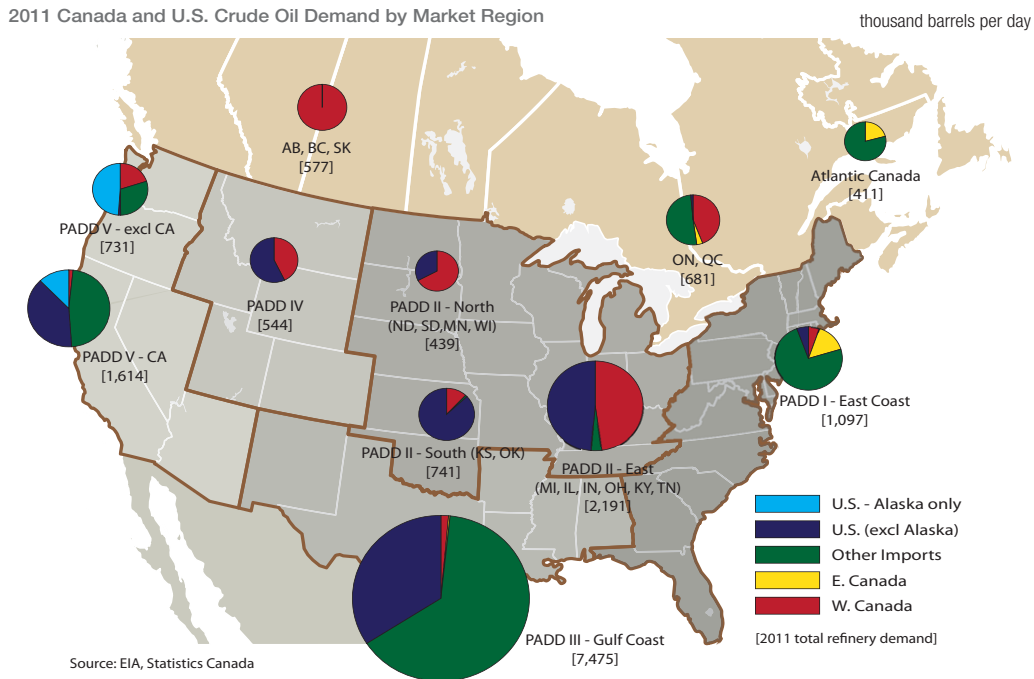 2011 Canada and U.S. Crude Oil Demand by Market Region
thousand barrels per day
AB, BC, SK
[577]
Atlantic Canada
[411]
PADD V - excl CA
[731]
ON, QC
[681]
PADD IV
[544]
PADD II - North
(ND, SD,MN, WI)
[439]
PADD V - CA
[1,614]
PADD I - East Coast
[1,097]
PADD II - South (KS, OK)
[741]
PADD II - East
(MI, IL, IN, OH, KY, TN)
[2,191]
U.S. - Alaska only
U.S. (excl Alaska)
Other Imports
E. Canada
W. Canada
[2011 total refinery demand]
PADD III - Gulf Coast
[7,475]
Source: EIA, Statistics Canada